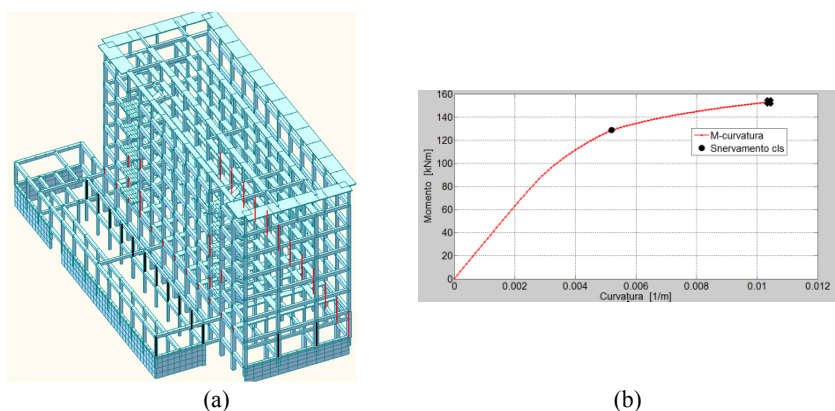 160
140
120
100
80
60
40
20
0
Momento [kNm]
M-curvatura
Snervamento cls
0 0.002 0.004 0.006 0.008 0.01 0.012
Curvatura [1/m]
(a) (b)